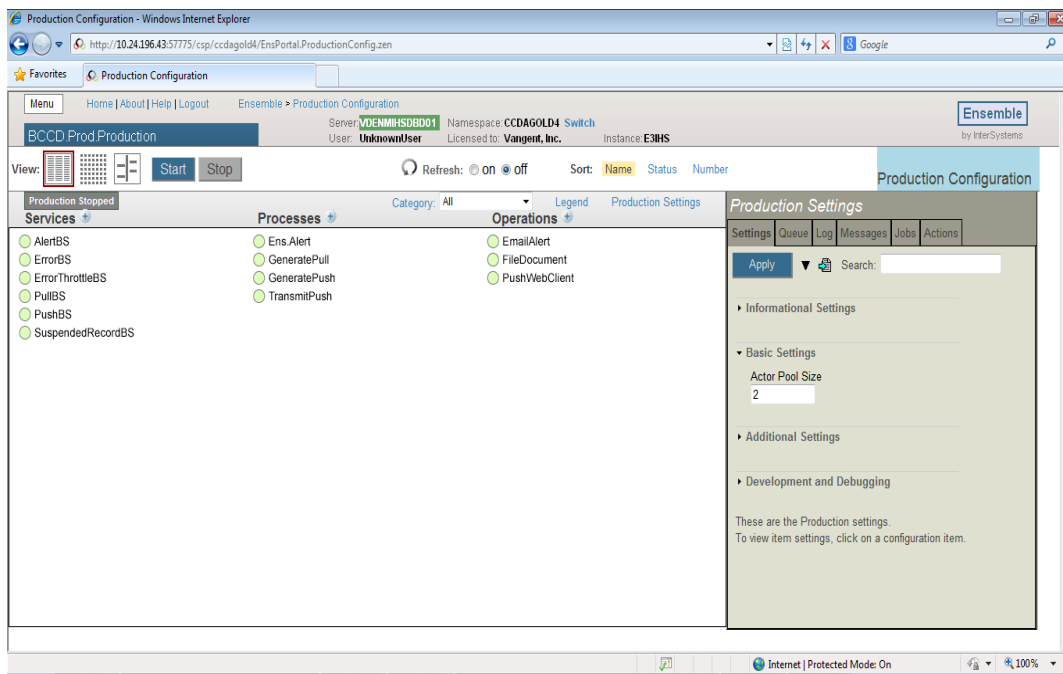 Production Configuration - Windows Internet Explorer
http://10.24.196.43:57775/csp/ccdagold4/EnsPortal.ProductionConfig.zen
Google
Favorites Production Configuration
Menu Home | About | Help | Logout Ensemble > Production Configuration
Server: VDENMIHSDBD01 Namespace: CCDAGOLD4 Switch
User: UnknownUser Licensed to: Vangent, Inc. Instance: E3IHS
BCCD.Prod.Production
Ensemble
by InterSystems
View: Start Stop Refresh: on off Sort: Name Status Number
Production Configuration
Production Stopped
Category: All Legend Production Settings
Services Processes Operations
AlertBS Ens.Alert EmailAlert
ErrorBS GeneratePull FileDocument
ErrorThrottleBS GeneratePush PushWebClient
PullBS TransmitPush
PushBS
SuspendedRecordBS
Production Settings
Settings Queue Log Messages Jobs Actions
Apply Search:
Informational Settings
Basic Settings
Actor Pool Size
2
Additional Settings
Development and Debugging
These are the Production settings.
To view item settings, click on a configuration item.
Internet | Protected Mode: On 100%